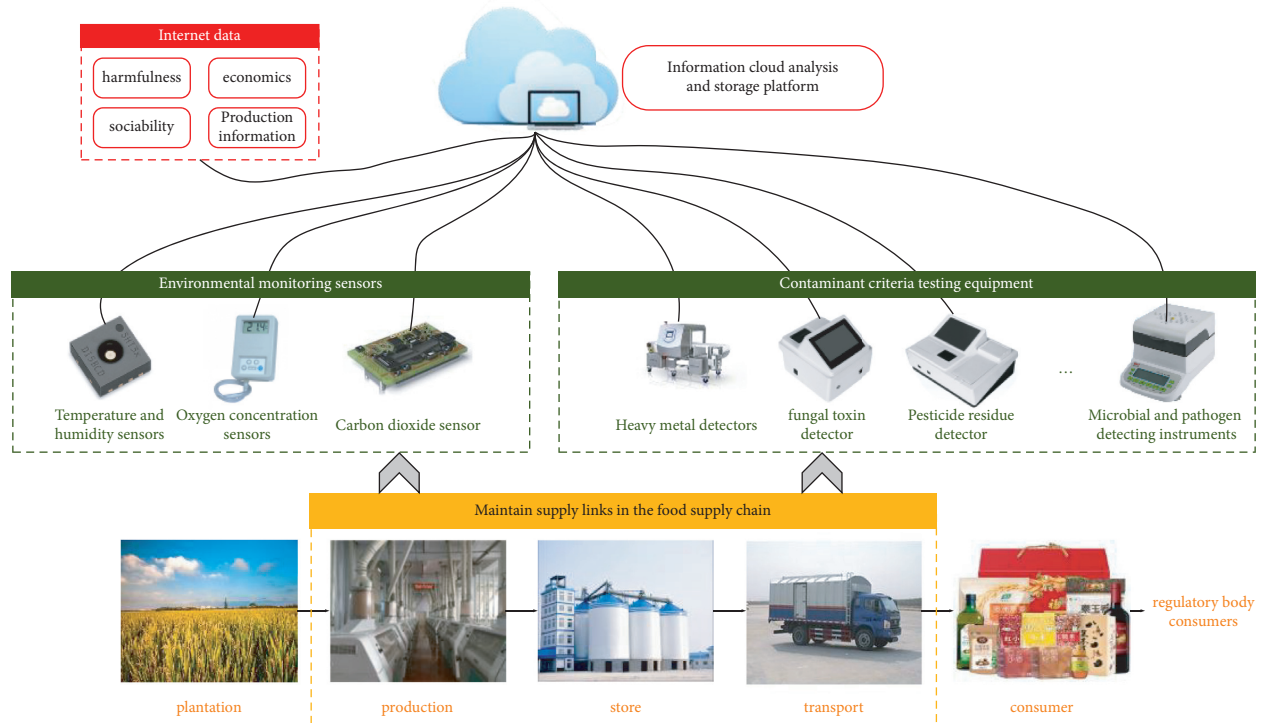 Internet data
harmfulness
economics
sociability
Production
information
Information cloud analysis
and storage platform
Environmental monitoring sensors
Contaminant criteria testing equipment
21.4
Temperature and
humidity sensors
Oxygen concentration
sensors
Carbon dioxide sensor
Heavy metal detectors
fungal toxin
detector
Pesticide residue
detector
...
Microbial and pathogen
detecting instruments
Maintain supply links in the food supply chain
regulatory body
consumers
plantation
production
store
transport
consumer